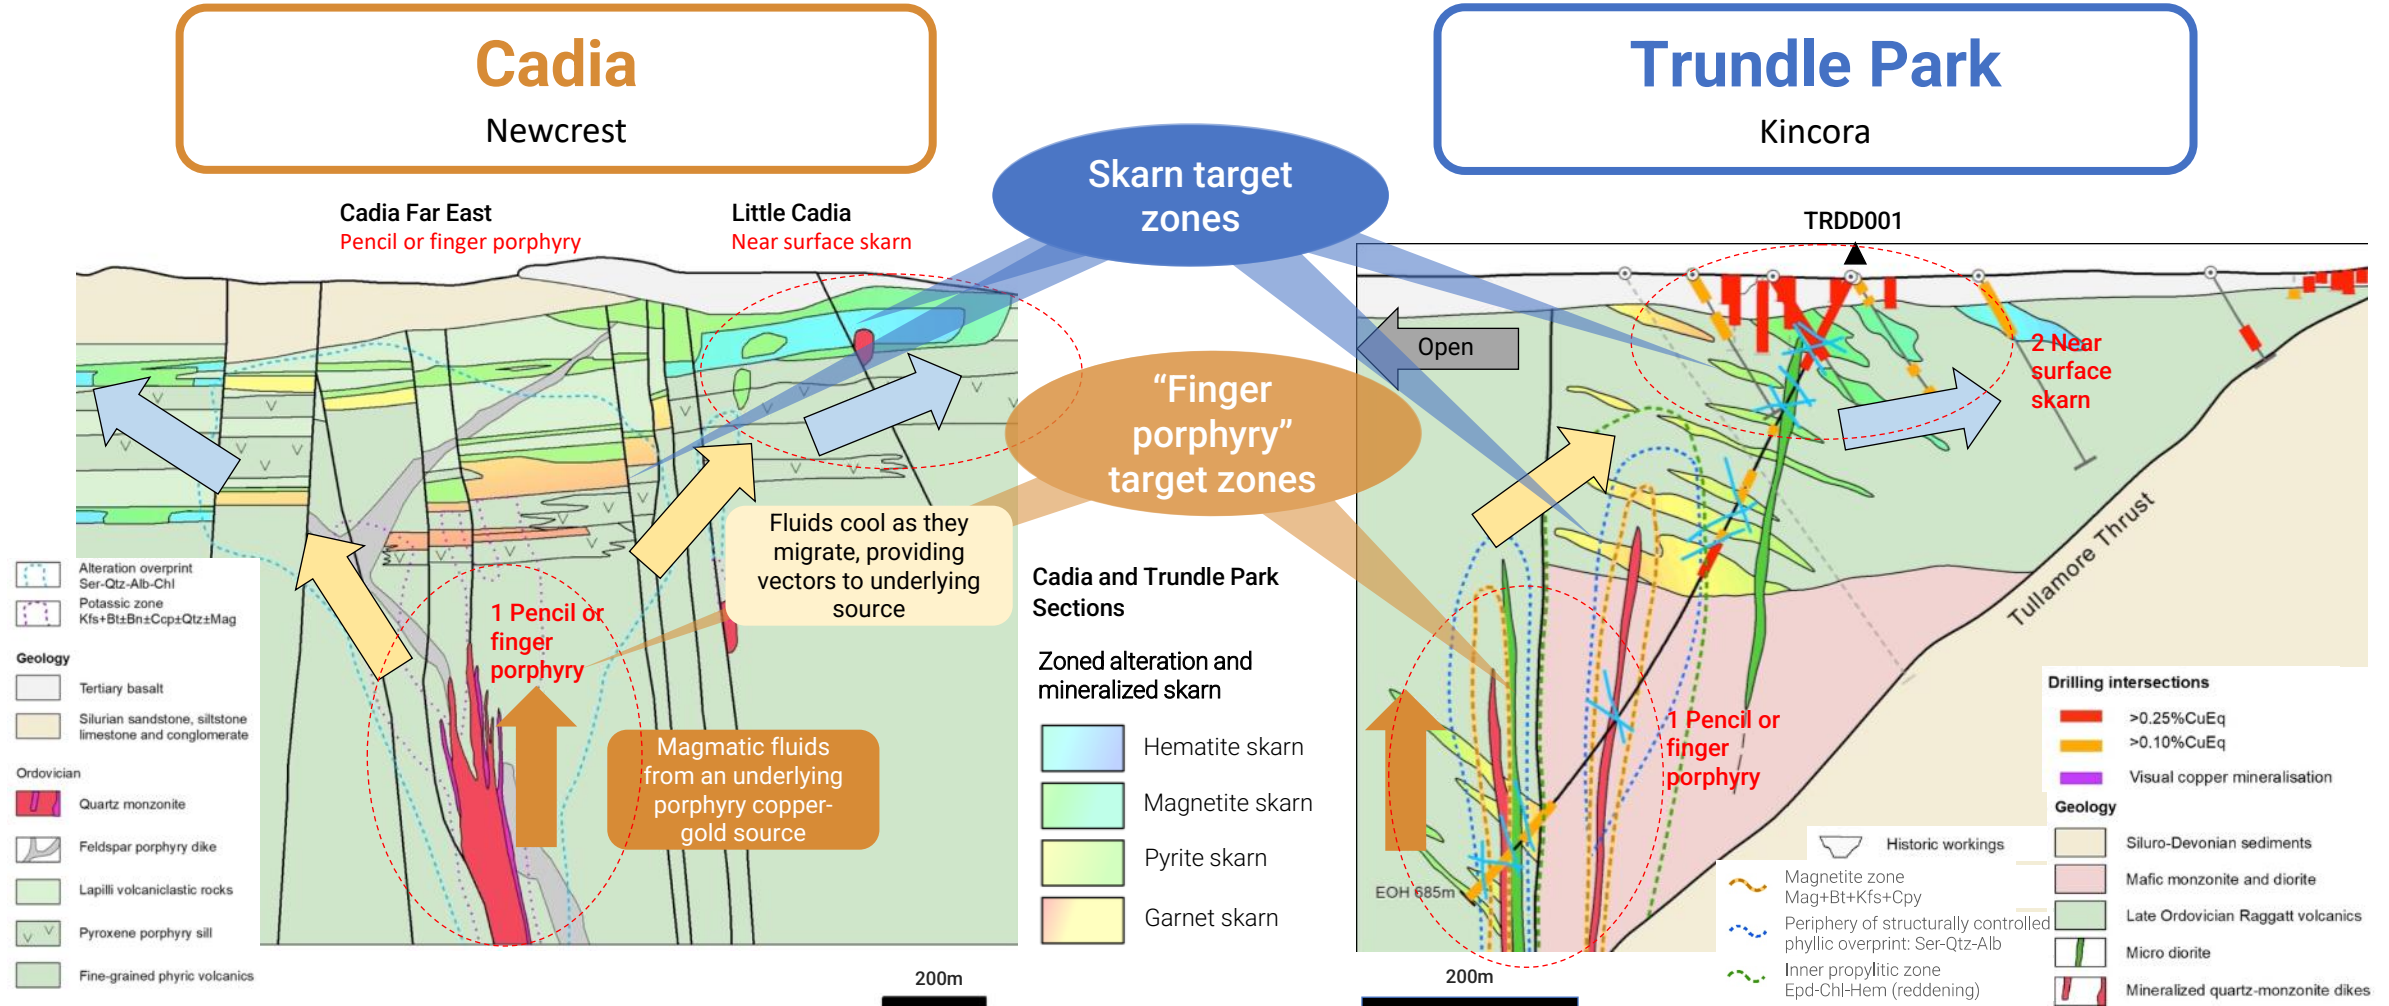 Cadia
Newcrest
Trundle Park
Kincora
Skarn target
zones
Cadia Far East
Pencil or finger porphyry
Little Cadia
Near surface skarn
TRDD001
Open
2 Near
surface
skarn
"Finger
porphyry"
target zones
Fluids cool as they
migrate, providing
vectors to underlying
source
1 Pencil or
finger
porphyry
Magmatic fluids
from an underlying
porphyry copper-
gold source
Tullamore Thrust
1 Pencil or
finger
porphyry
EOH 685m
Alteration overprint
Ser-Qtz-Alb-Chl
Potassic zone
Kfs+Bt±Bn±Ccp±Qtz±Mag
Geology
Tertiary basalt
Silurian sandstone, siltstone
limestone and conglomerate
Ordovician
Quartz monzonite
Feldspar porphyry dike
Lapilli volcaniclastic rocks
V V
Pyroxene porphyry sill
Fine-grained phyric volcanics
Cadia and Trundle Park
Sections
Zoned alteration and
mineralized skarn
Hematite skarn
Magnetite skarn
Pyrite skarn
Garnet skarn
200m
200m
Drilling intersections
>0.25%CuEq
>0.10%CuEq
Visual copper mineralisation
Geology
Siluro-Devonian sediments
Mafic monzonite and diorite
Late Ordovician Raggatt volcanics
Micro diorite
Mineralized quartz-monzonite dikes
Historic workings
Magnetite zone
Mag+Bt+Kfs+Cpy
Periphery of structurally controlled
phyllic overprint: Ser-Qtz-Alb
Inner propylitic zone
Epd-Chl-Hem (reddening)